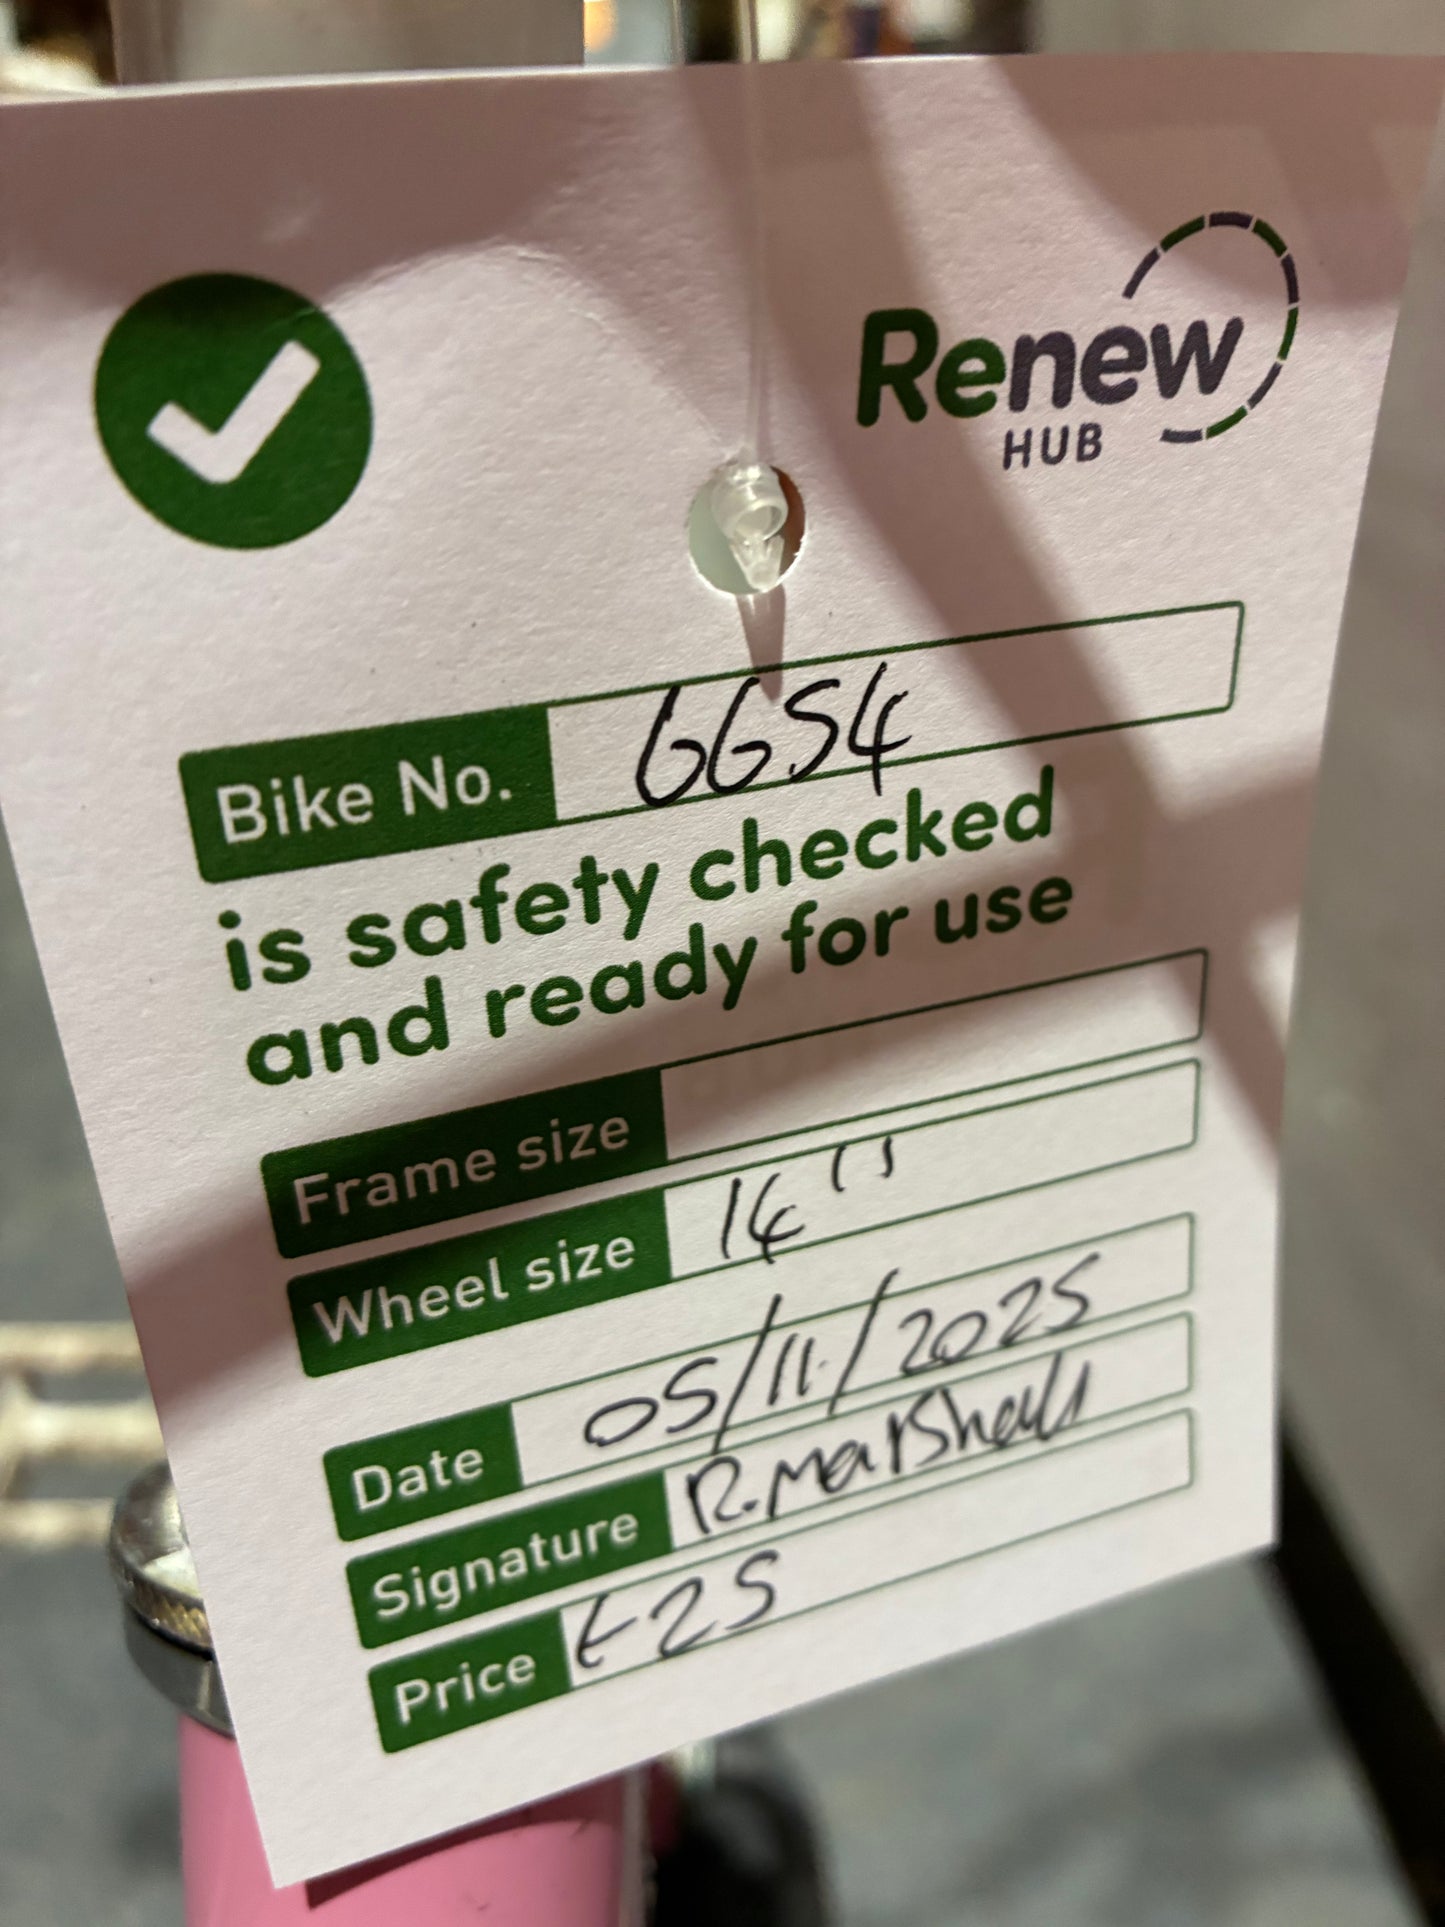 Renew
HUB
Bike No. 6654
is safety checked
and ready for use
Frame size
Wheel size 14"
Date 05/11/2025
Signature R.Marshall
Price £25